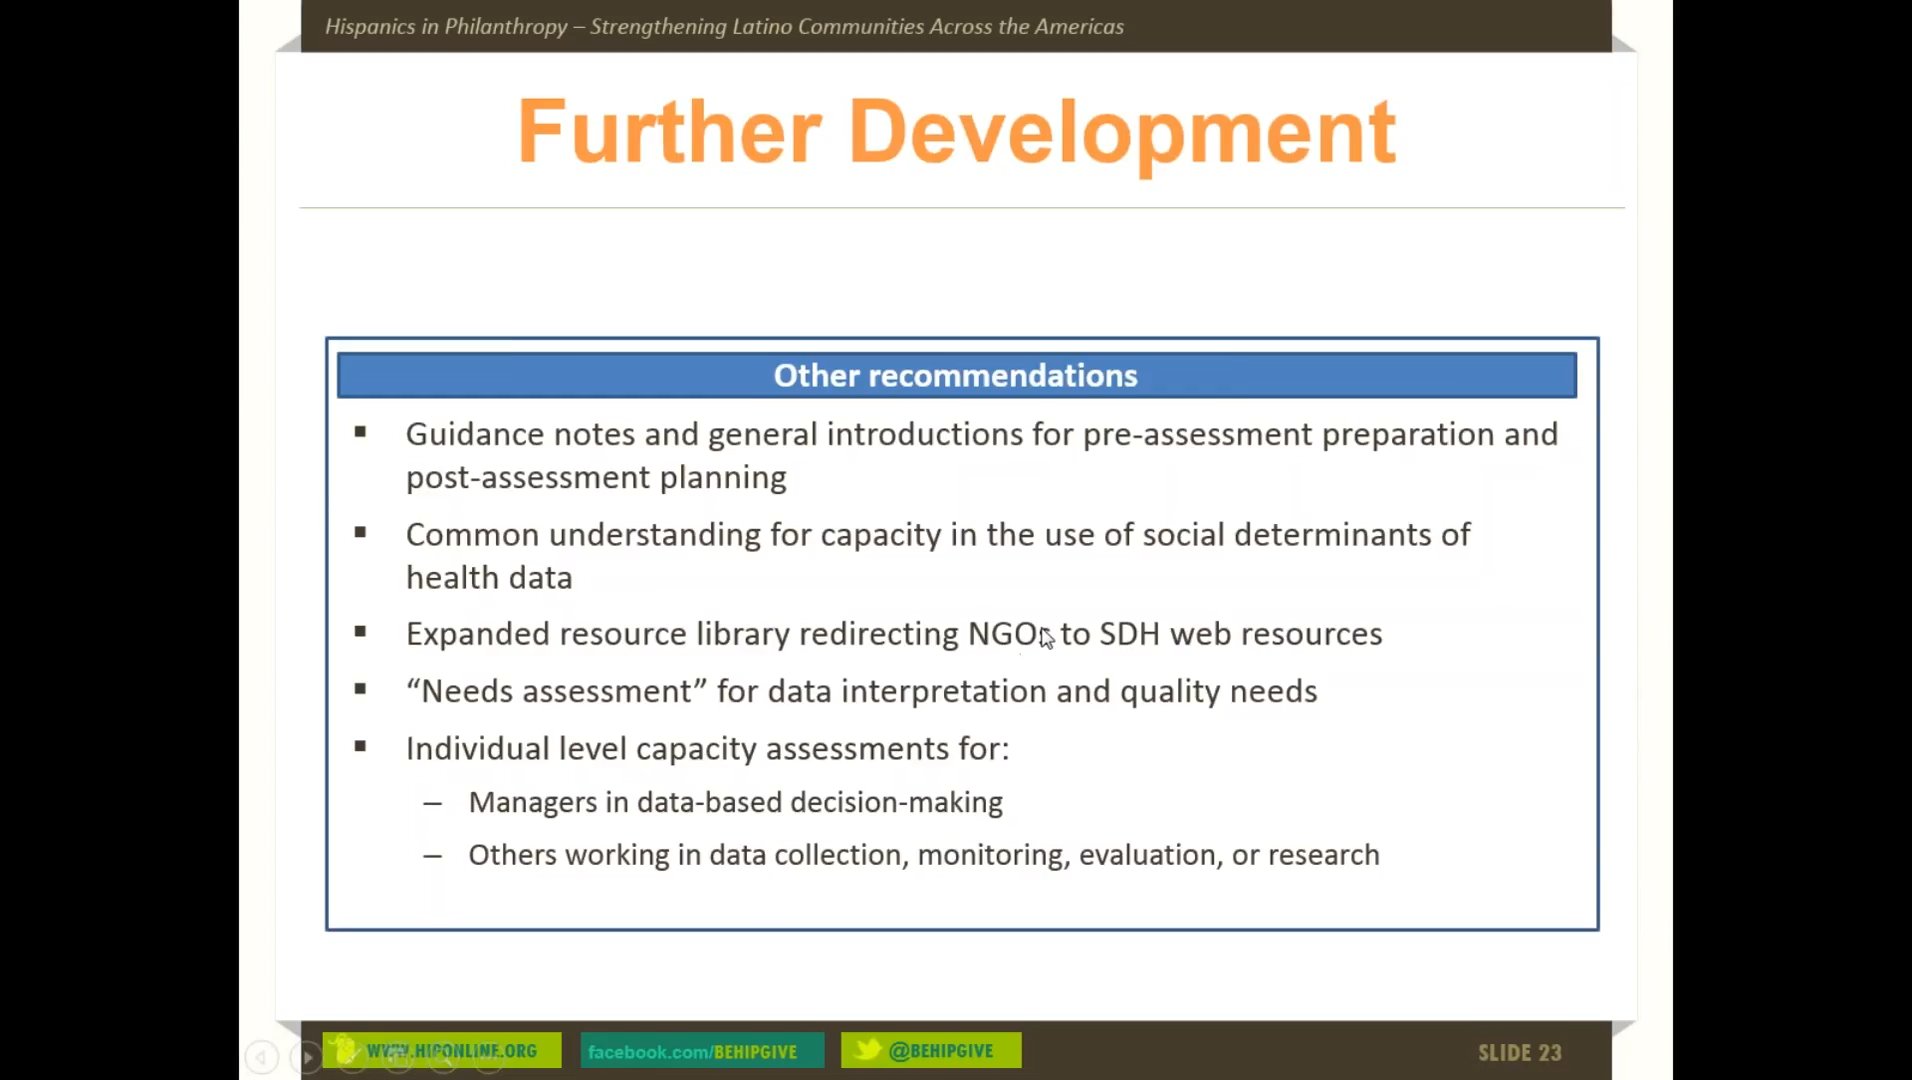 Hispanics in Philanthropy – Strengthening Latino Communities Across the Americas
Further Development
Other recommendations
▪ Guidance notes and general introductions for pre-assessment preparation and
post-assessment planning
▪ Common understanding for capacity in the use of social determinants of
health data
▪ Expanded resource library redirecting NGOs to SDH web resources
▪ “Needs assessment” for data interpretation and quality needs
▪ Individual level capacity assessments for:
– Managers in data-based decision-making
– Others working in data collection, monitoring, evaluation, or research
WWW.HIPONLINE.ORG
facebook.com/BEHIPGIVE
@BEHIPGIVE
SLIDE 23